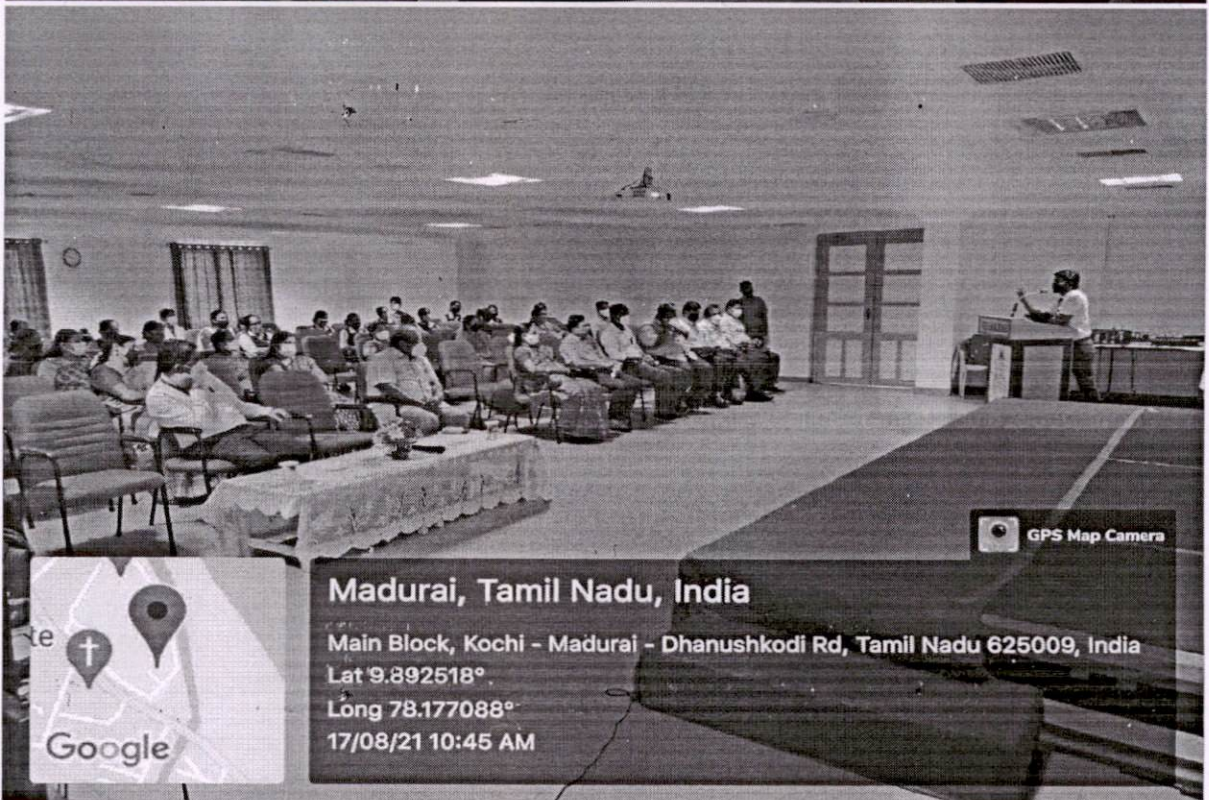 GPS Map Camera
Madurai, Tamil Nadu, India
Main Block, Kochi - Madurai - Dhanushkodi Rd, Tamil Nadu 625009, India
Lat 9.892518°
Long 78.177088°
17/08/21 10:45 AM
te
Google